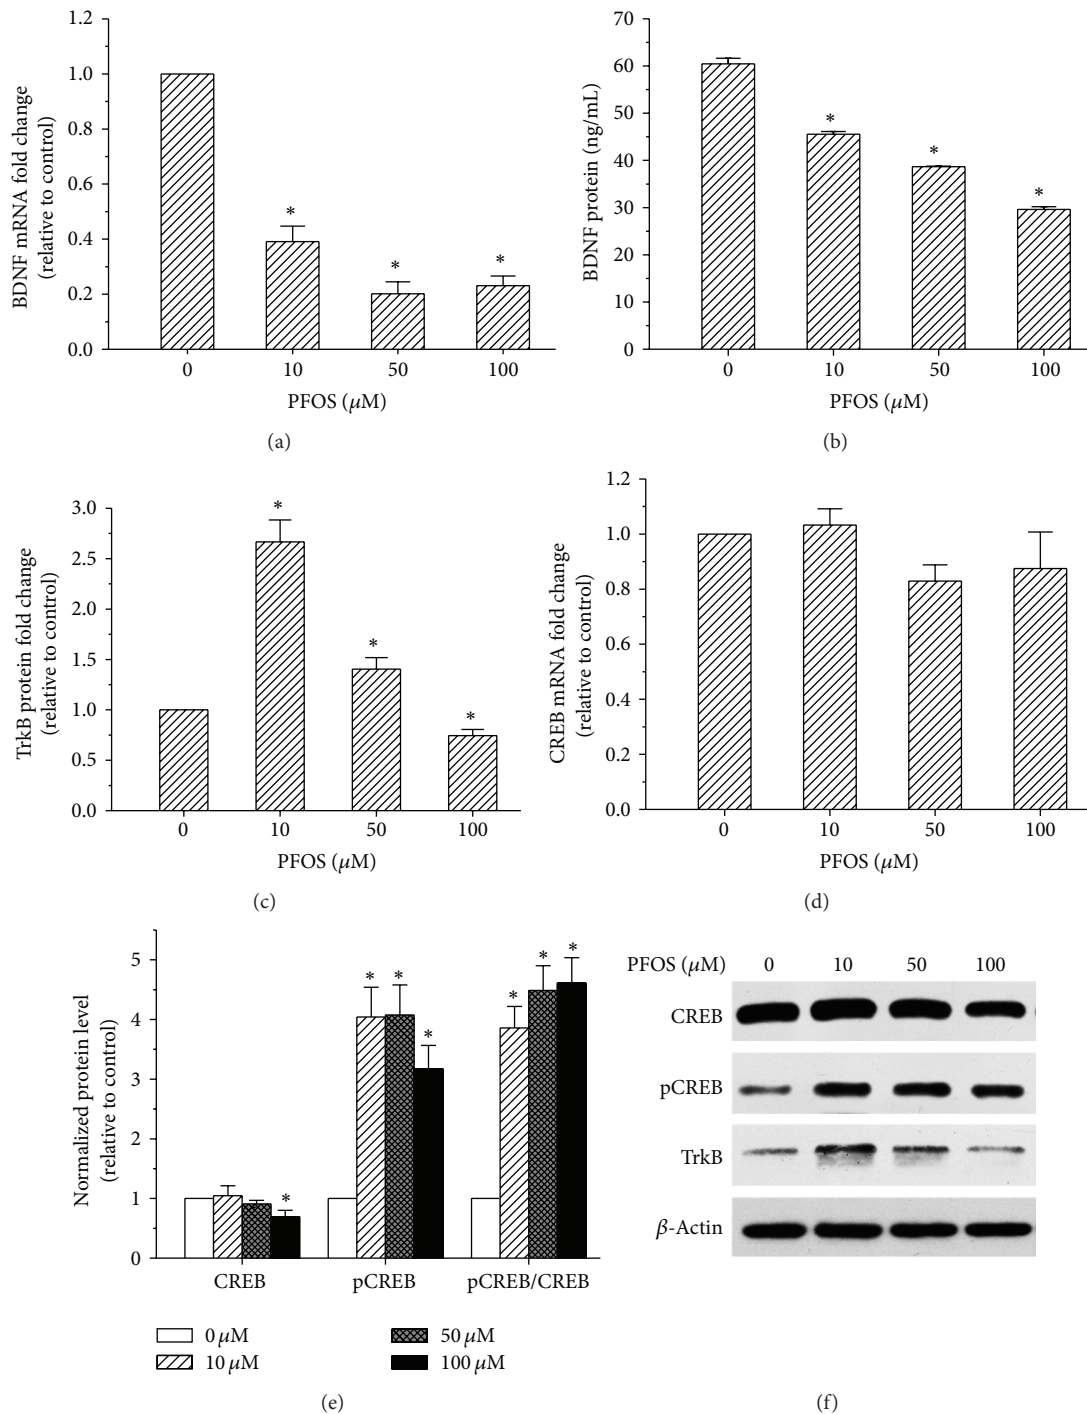 1.2
1.0
0.8
0.6
0.4
0.2
0.0
BDNF mRNA fold change
(relative to control)
*
*
*
0
10
50
100
PFOS (μM)
(a)
70
60
50
40
30
20
10
0
BDNF protein (ng/mL)
*
*
*
0
10
50
100
PFOS (μM)
(b)
3.0
2.5
2.0
1.5
1.0
0.5
0.0
TrkB protein fold change
(relative to control)
*
*
*
0
10
50
100
PFOS (μM)
(c)
1.2
1.0
0.8
0.6
0.4
0.2
0.0
CREB mRNA fold change
(relative to control)
0
10
50
100
PFOS (μM)
(d)
5
4
3
2
1
0
Normalized protein level
(relative to control)
*
*
*
*
*
*
*
CREB
pCREB
pCREB/CREB
0 μM
10 μM
50 μM
100 μM
(e)
PFOS (μM) 0 10 50 100
CREB
pCREB
TrkB
β-Actin
(f)